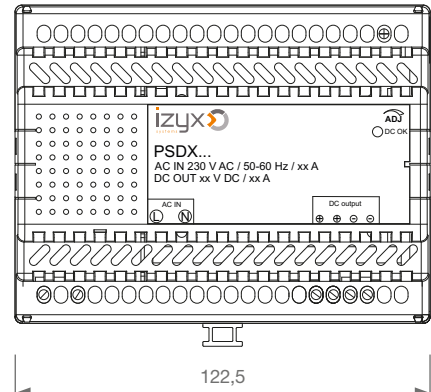 izyx
systems
ADJ
DC OK
PSDX...
AC IN 230 V AC / 50-60 Hz / xx A
DC OUT xx V DC / xx A
AC IN
L N
DC output
⊕ ⊕ ⊖ ⊖
122,5